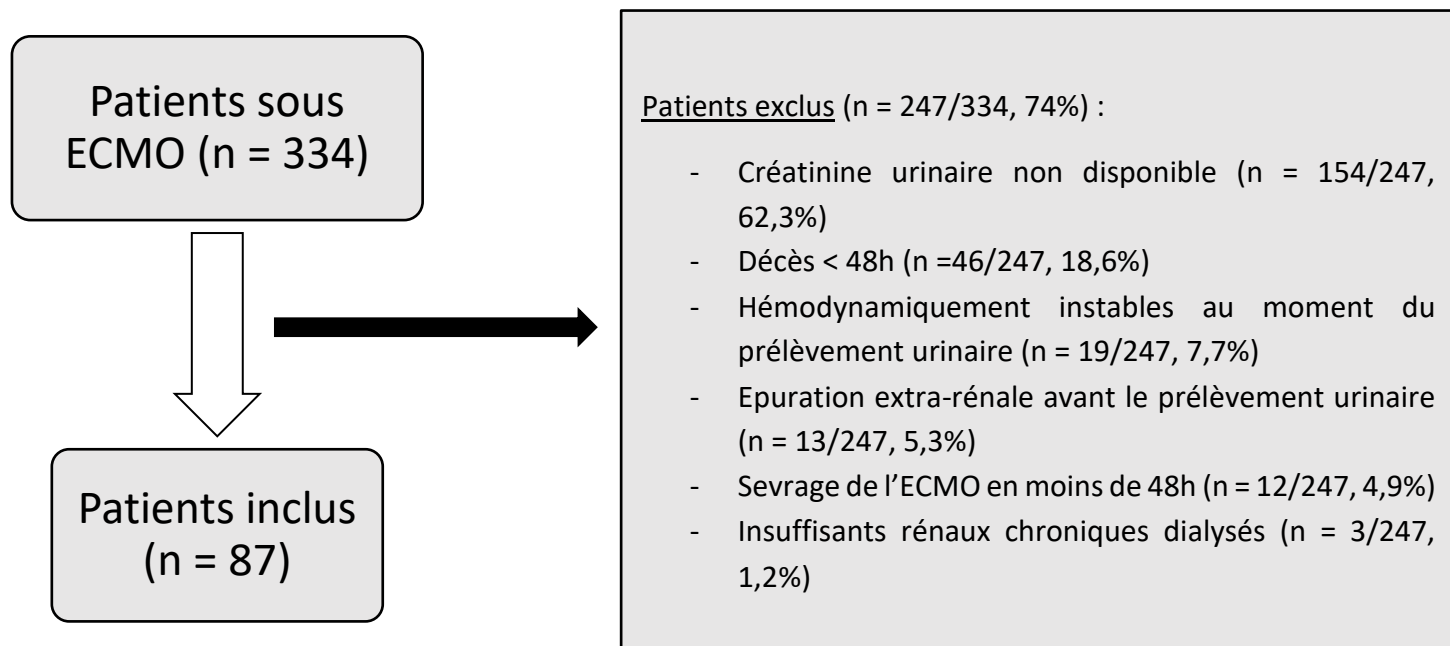 Patients sous
ECMO (n = 334)
Patients inclus
(n = 87)
Patients exclus (n = 247/334, 74%) :
- Créatinine urinaire non disponible (n = 154/247,
62,3%)
- Décès < 48h (n =46/247, 18,6%)
- Hémodynamiquement instables au moment du
prélèvement urinaire (n = 19/247, 7,7%)
- Epuration extra-rénale avant le prélèvement urinaire
(n = 13/247, 5,3%)
- Sevrage de l’ECMO en moins de 48h (n = 12/247, 4,9%)
- Insuffisants rénaux chroniques dialysés (n = 3/247,
1,2%)